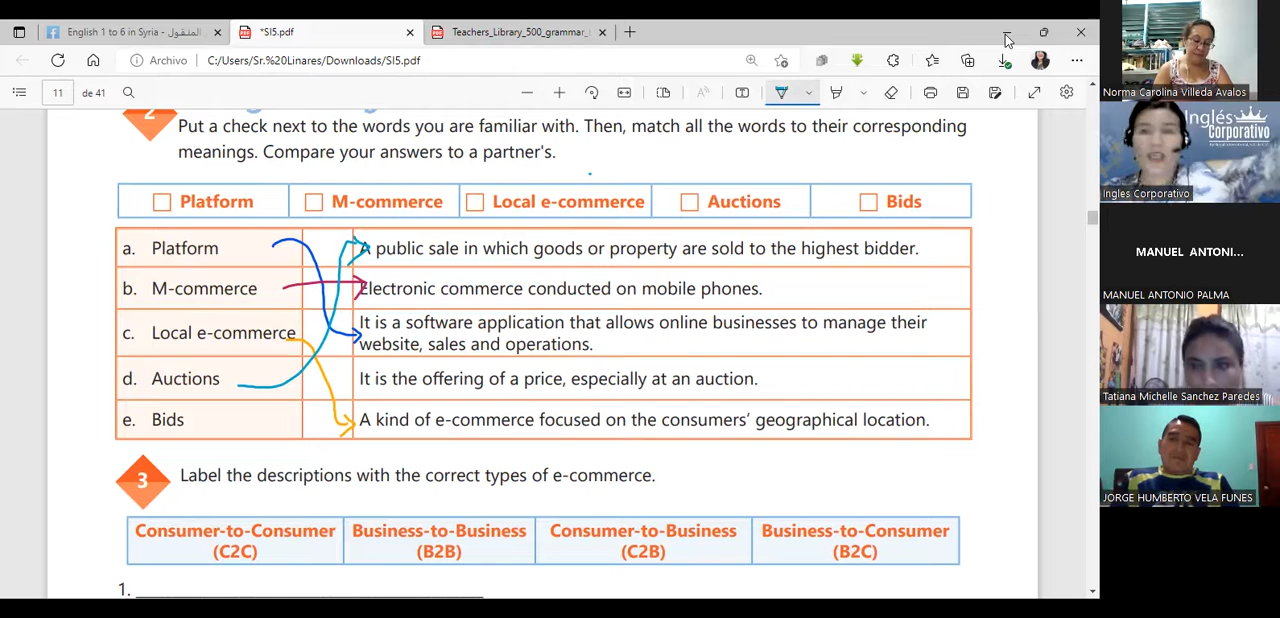 English 1 to 6 in Syria - المنقول
*SI5.pdf
Teachers_Library_500_grammar_
Archivo
C:/Users/Sr.%20Linares/Downloads/SI5.pdf
11
de 41
2
Put a check next to the words you are familiar with. Then, match all the words to their corresponding
meanings. Compare your answers to a partner's.
Platform
M-commerce
Local e-commerce
Auctions
Bids
a. Platform
A public sale in which goods or property are sold to the highest bidder.
b. M-commerce
Electronic commerce conducted on mobile phones.
c. Local e-commerce
It is a software application that allows online businesses to manage their
website, sales and operations.
d. Auctions
It is the offering of a price, especially at an auction.
e. Bids
A kind of e-commerce focused on the consumers' geographical location.
3
Label the descriptions with the correct types of e-commerce.
Consumer-to-Consumer
(C2C)
Business-to-Business
(B2B)
Consumer-to-Business
(C2B)
Business-to-Consumer
(B2C)
1.
Norma Carolina Villeda Avalos
Inglés
Corporativo
Ingles Corporativo
MANUEL ANTONI...
MANUEL ANTONIO PALMA
Tatiana Michelle Sanchez Paredes
JORGE HUMBERTO VELA FUNES